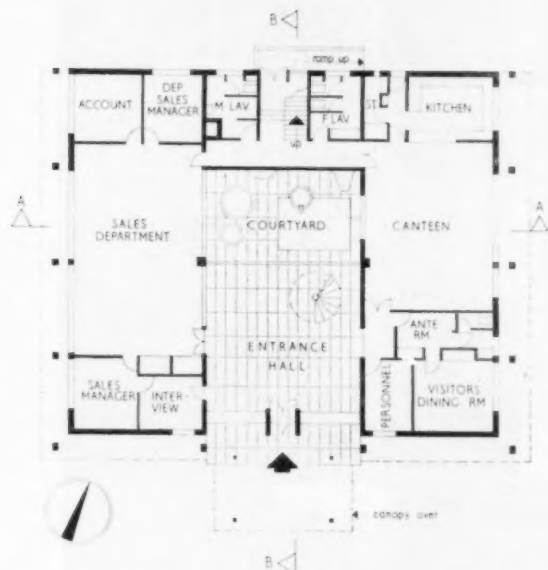 B
ramp up
ACCOUNT
DEP
SALES
MANAGER
M LAV
up
F LAV
ST
KITCHEN
A
SALES
DEPARTMENT
COURTYARD
CANTEEN
A
ENTRANCE
HALL
ANTE
RM
SALES
MANAGER
INTER-
VIEW
PERSONNEL
VISITORS
DINING RM
canopy over
B